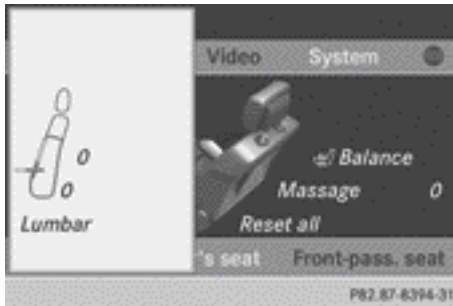 Video System
0
Balance
0
Massage 0
Lumbar
Reset all
's seat Front-pass. seat
P82.87-8394-31